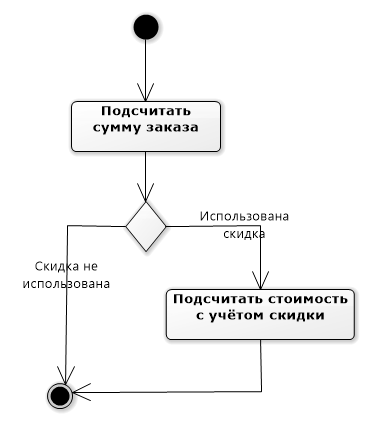 Подсчитать
сумму заказа
Использована
скидка
Скидка не
использована
Подсчитать стоимость
с учётом скидки